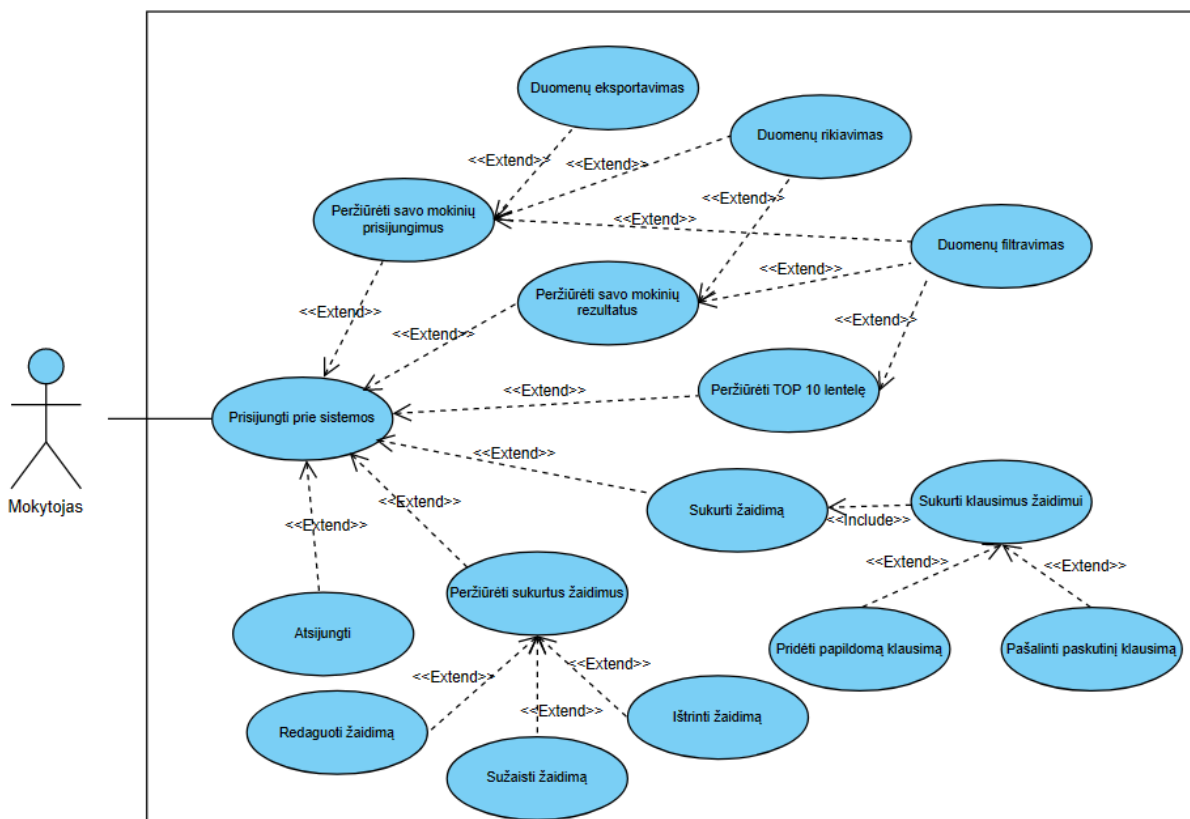 Duomenų eksportavimas
Duomenų rikiavimas
<<Extend>>
<<Extend>>
Peržiūrėti savo mokinių
prisijungimus
<<Extend>>
<<Extend>>
Duomenų filtravimas
<<Extend>>
Peržiūrėti savo mokinių
rezultatus
<<Extend>>
<<Extend>>
<<Extend>>
<<Extend>>
Peržiūrėti TOP 10 lentelę
Prisijungti prie sistemos
<<Extend>>
Mokytojas
<<Extend>>
Sukurti žaidimą
Sukurti klausimus žaidimui
<<Include>>
<<Extend>>
<<Extend>>
<<Extend>>
<<Extend>>
Peržiūrėti sukurtus žaidimus
Atsijungti
Pridėti papildomą klausimą
Pašalinti paskutinį klausimą
<<Extend>>
<<Extend>>
<<Extend>>
Redaguoti žaidimą
Ištrinti žaidimą
Sužaisti žaidimą